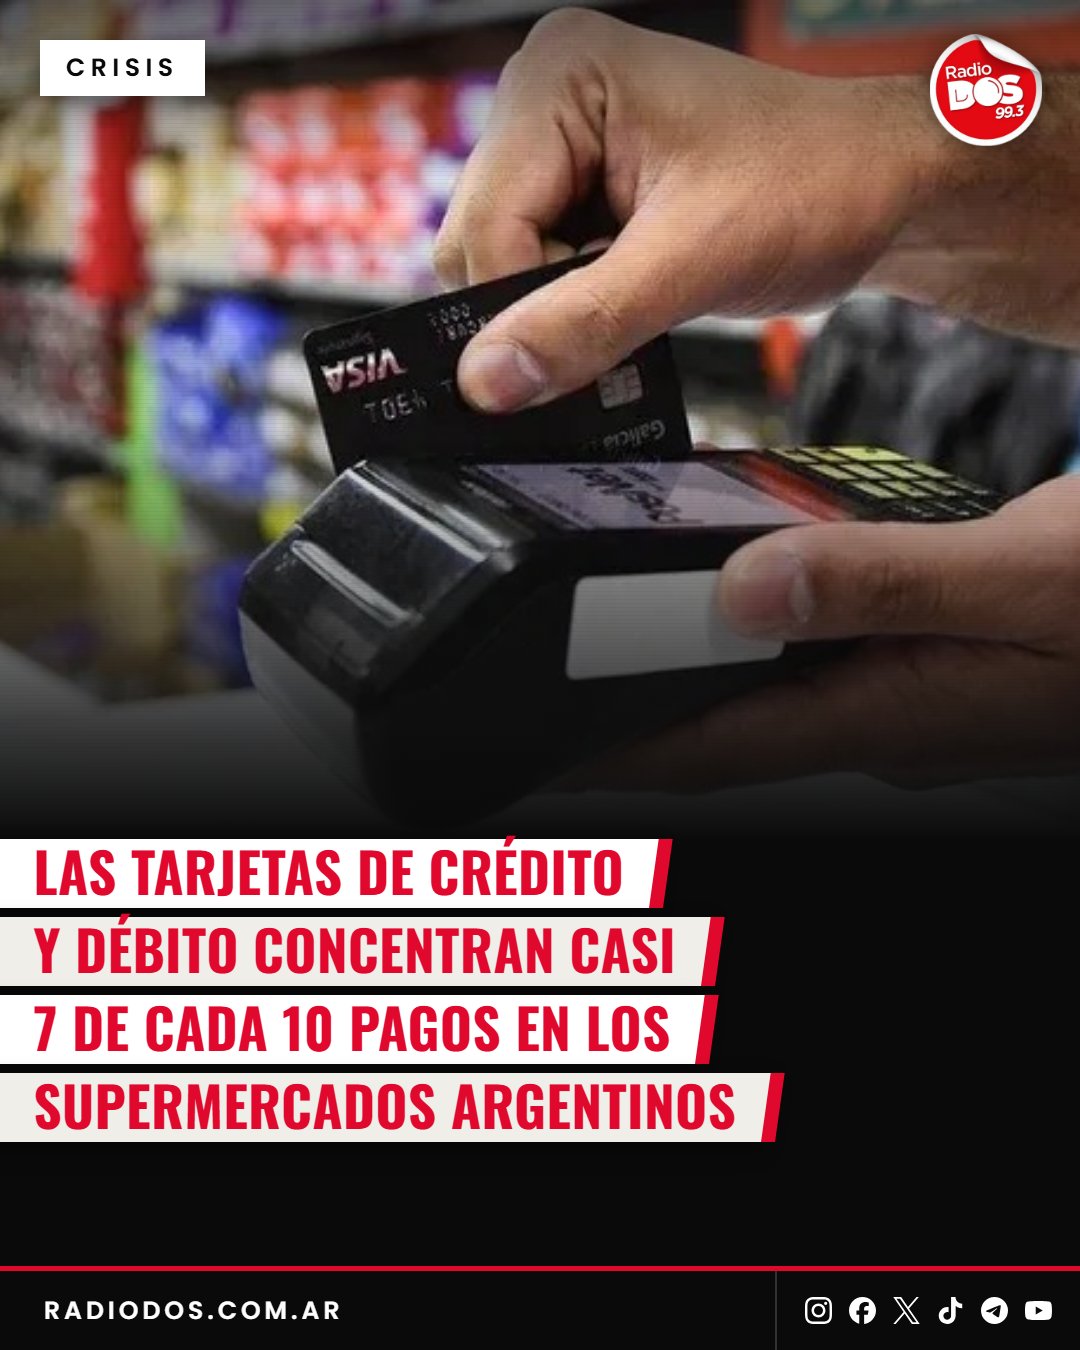 CRISIS
Radio
DOS
99.3
VISA
Signature
Galicia
LAS TARJETAS DE CRÉDITO
Y DÉBITO CONCENTRAN CASI
7 DE CADA 10 PAGOS EN LOS
SUPERMERCADOS ARGENTINOS
RADIODOS.COM.AR